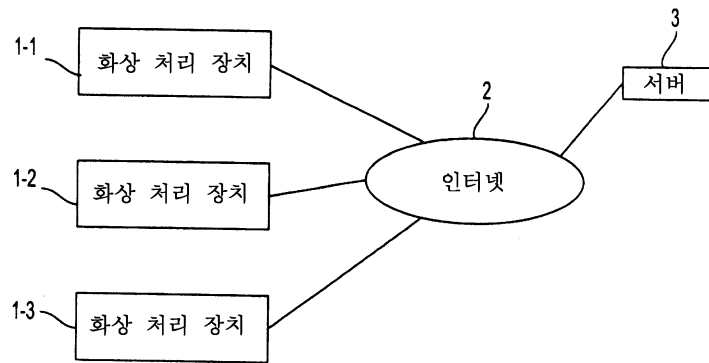 1-1
화상 처리 장치
3
서버
2
1-2
화상 처리 장치
인터넷
1-3
화상 처리 장치